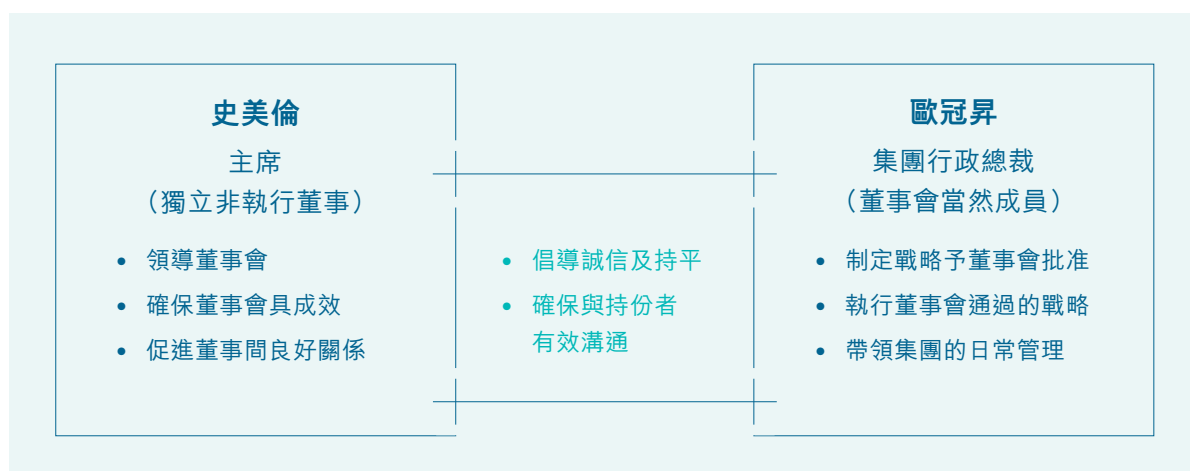 史美倫
主席
（獨立非執行董事）
• 領導董事會
• 確保董事會具成效
• 促進董事間良好關係
• 倡導誠信及持平
• 確保與持份者
有效溝通
歐冠昇
集團行政總裁
（董事會當然成員）
• 制定戰略予董事會批准
• 執行董事會通過的戰略
• 帶領集團的日常管理